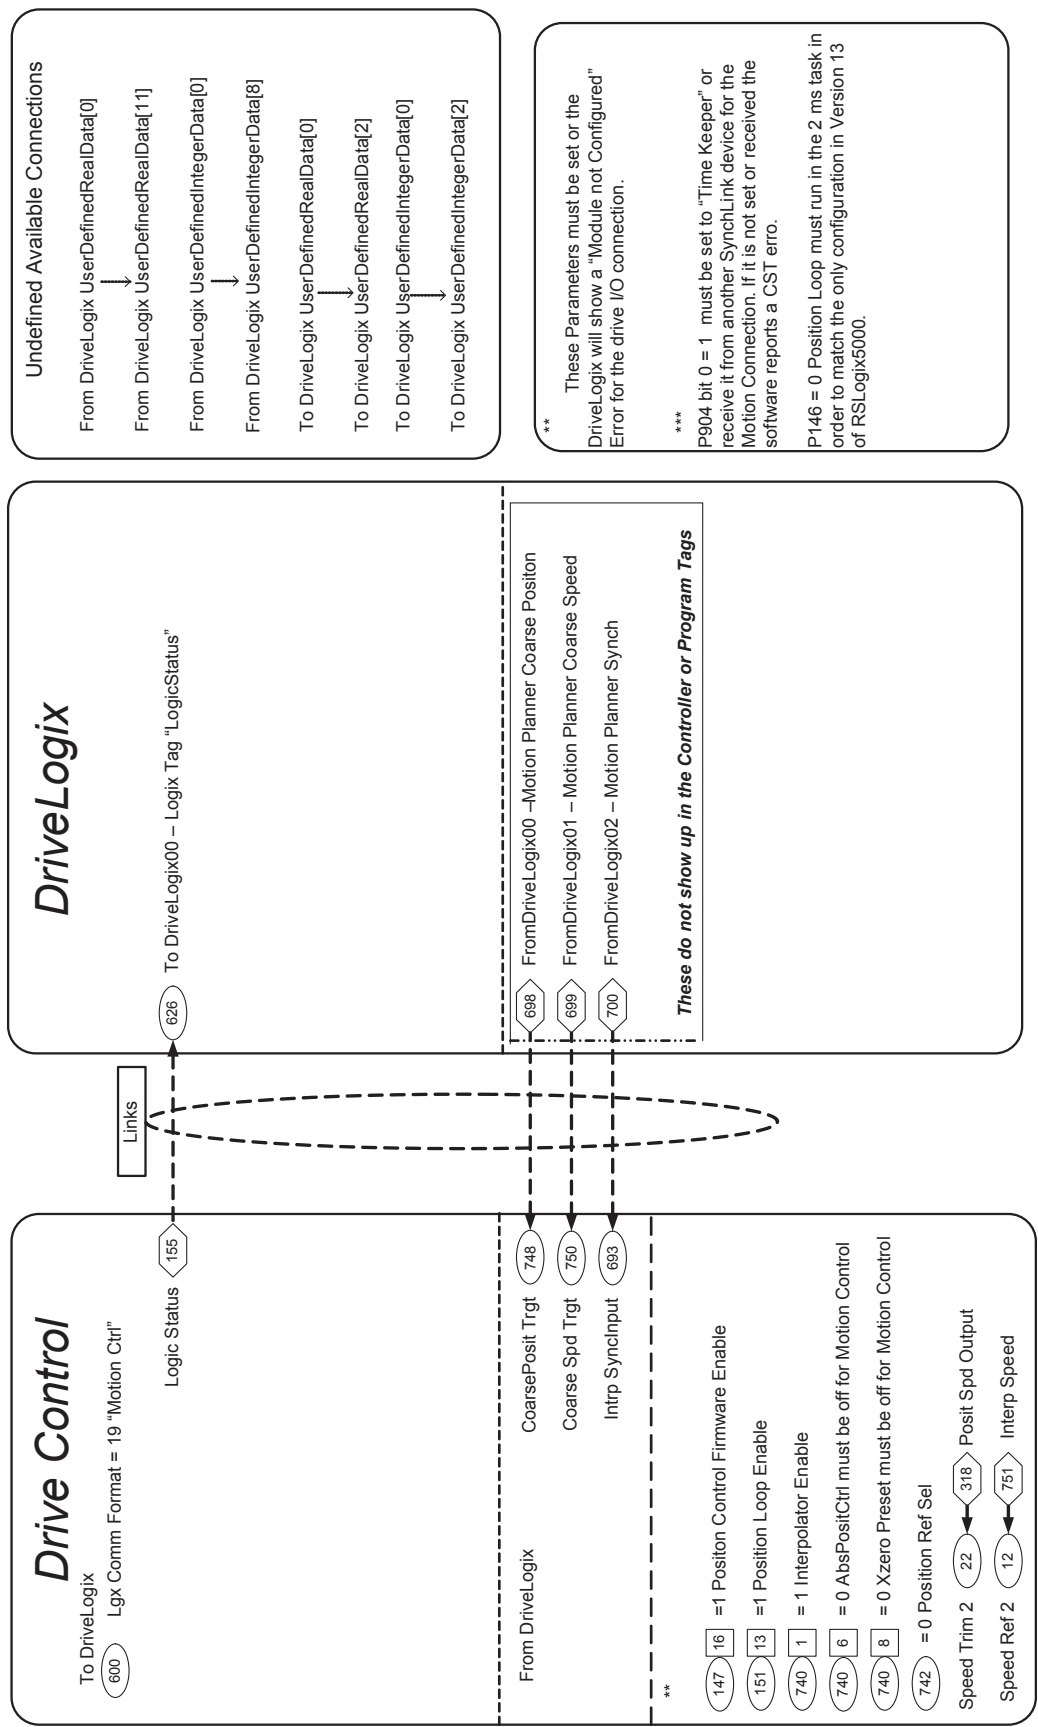 Drive Control
To DriveLogix
600 Lgx Comm Format = 19 “Motion Ctrl”
Logic Status 155
From DriveLogix
CoarsePosit Trgt 748
Coarse Spd Trgt 750
Intrp SyncInput 693
**
147 16 =1 Positon Control Firmware Enable
151 13 =1 Position Loop Enable
740 1 = 1 Interpolator Enable
740 6 = 0 AbsPositCtrl must be off for Motion Control
740 8 = 0 Xzero Preset must be off for Motion Control
742 = 0 Position Ref Sel
Speed Trim 2 22 318 Posit Spd Output
Speed Ref 2 12 751 Interp Speed
Links
DriveLogix
626 To DriveLogix00 – Logix Tag “LogicStatus”
698 FromDriveLogix00 –Motion Planner Coarse Positon
699 FromDriveLogix01 – Motion Planner Coarse Speed
700 FromDriveLogix02 – Motion Planner Synch
These do not show up in the Controller or Program Tags
Undefined Available Connections
From DriveLogix UserDefinedRealData[0]
From DriveLogix UserDefinedRealData[11]
From DriveLogix UserDefinedIntegerData[0]
From DriveLogix UserDefinedIntegerData[8]
To DriveLogix UserDefinedRealData[0]
To DriveLogix UserDefinedRealData[2]
To DriveLogix UserDefinedIntegerData[0]
To DriveLogix UserDefinedIntegerData[2]
**
These Parameters must be set or the
DriveLogix will show a “Module not Configured”
Error for the drive I/O connection.
***
P904 bit 0 = 1 must be set to “Time Keeper” or
receive it from another SynchLink device for the
Motion Connection. If it is not set or received the
software reports a CST erro.
P146 = 0 Position Loop must run in the 2 ms task in
order to match the only configuration in Version 13
of RSLogix5000.